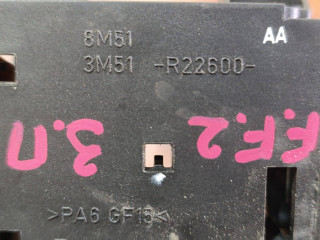 8M51 AA
3M51 -R22600-
F.F.2
3.П
>PA6 GF15<